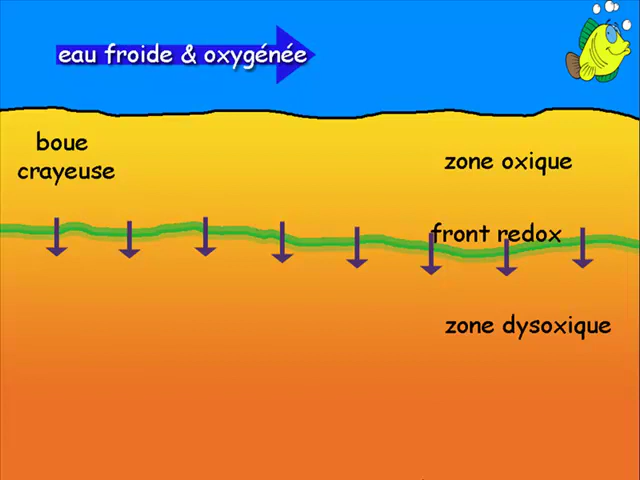 eau froide & oxygénée
boue
crayeuse
zone oxique
front redox
zone dysoxique